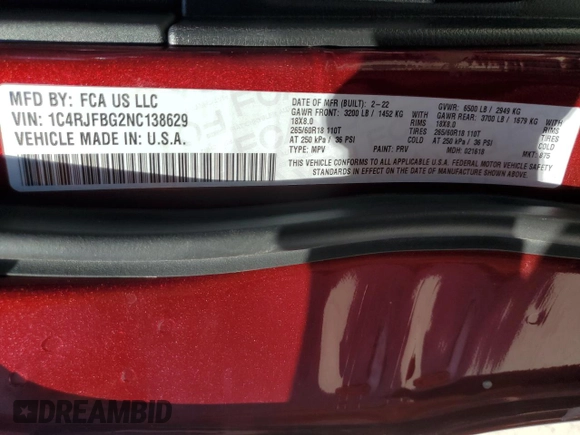 MFD BY: FCA US LLC
VIN: 1C4RJFBG2NC138629
VEHICLE MADE IN: U.S.A.
DATE OF MFR (BUILT): 2-22 GVWR: 6500 LB / 2949 KG
GAWR FRONT: 3200 LB / 1452 KG RIMS GAWR REAR: 3700 LB / 1679 KG RIMS
18X8.0 18X8.0
265/60R18 110T TIRES 265/60R18 110T TIRES
AT 250 kPa / 36 PSI COLD AT 250 kPa / 36 PSI COLD
TYPE: MPV PAINT: PRV MDH: 021818 MKT:
THIS VEHICLE CONFORMS TO ALL APPLICABLE U.S.A. FEDERAL MOTOR VEHICLE SAFETY
STANDARDS IN EFFECT ON THE DATE OF MANUFACTURE SHOWN ABOVE.
DREAMBID